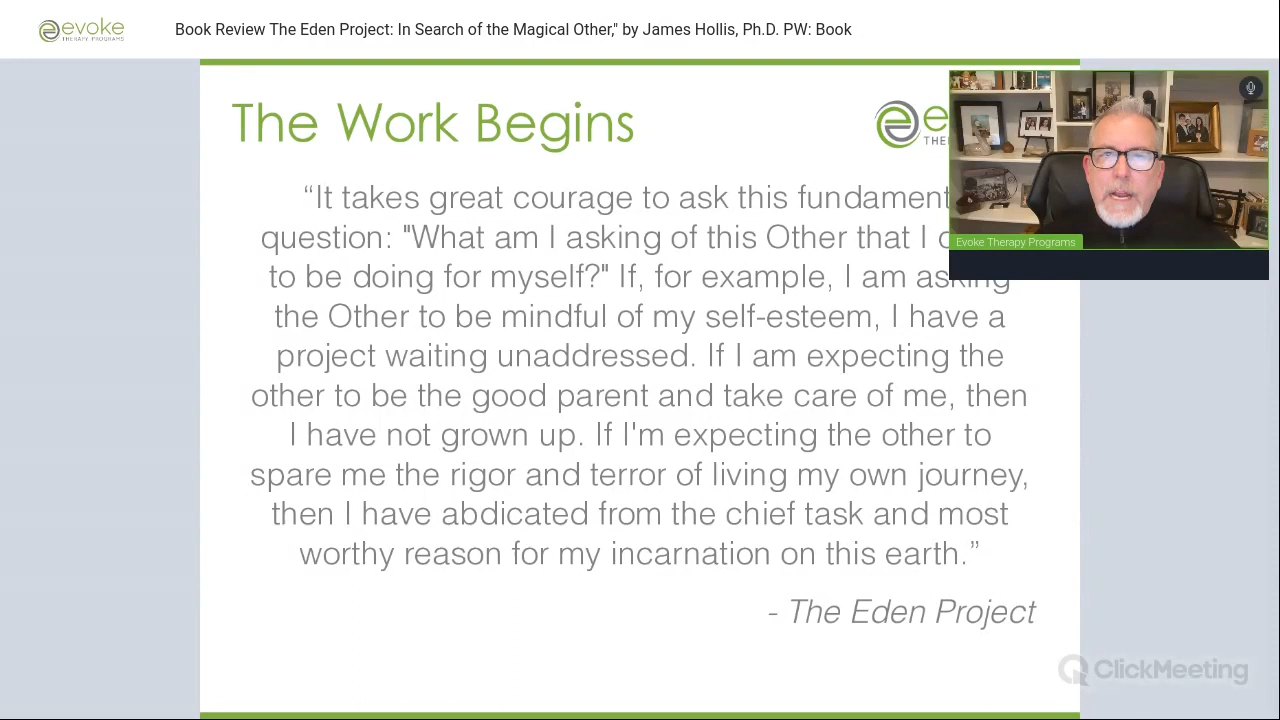 evoke
THERAPY PROGRAMS
Book Review The Eden Project: In Search of the Magical Other," by James Hollis, Ph.D. PW: Book
The Work Begins
“It takes great courage to ask this
question: "What am I asking of this Other that I
to be doing for myself?" If, for example, I am asking
the Other to be mindful of my self-esteem, I have a
project waiting unaddressed. If I am expecting the
other to be the good parent and take care of me, then
I have not grown up. If I'm expecting the other to
spare me the rigor and terror of living my own journey,
then I have abdicated from the chief task and most
worthy reason for my incarnation on this earth.”
- The Eden Project
Evoke Therapy Programs
ClickMeeting